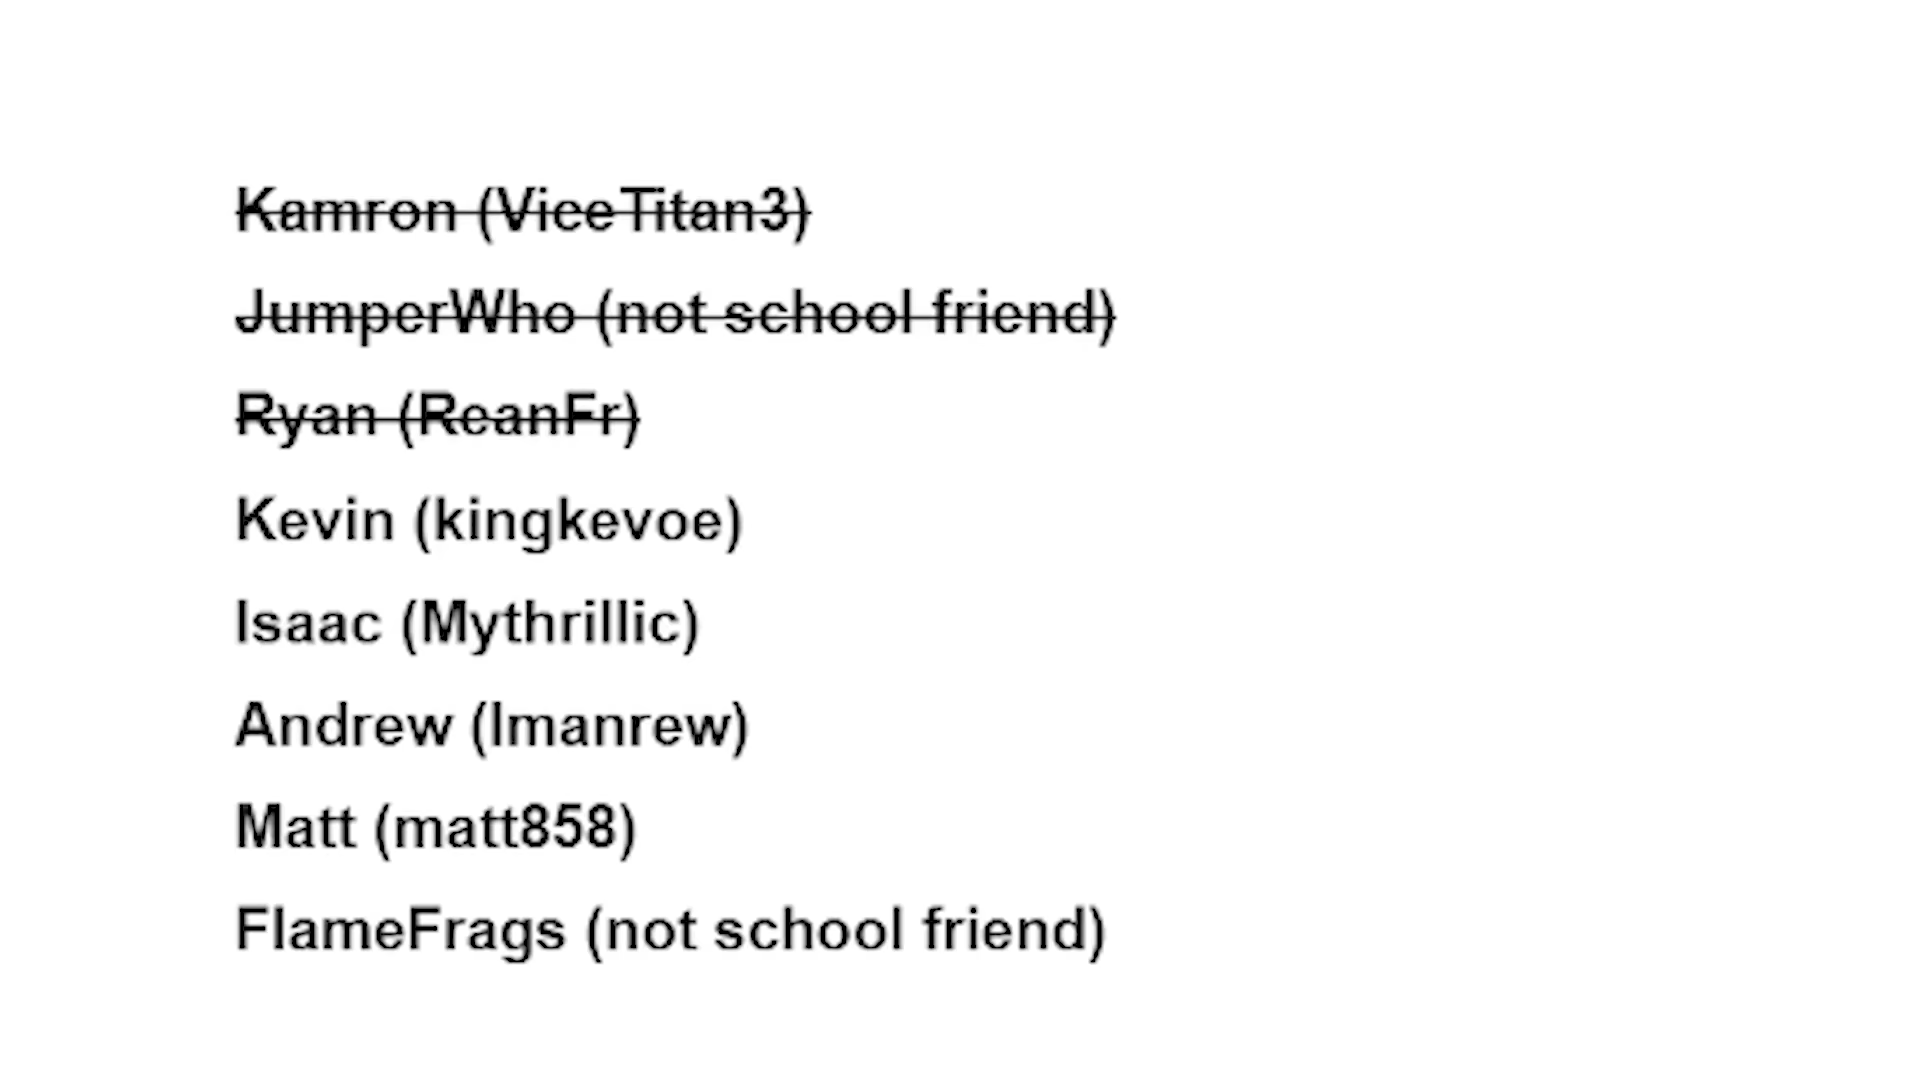 Kamron (ViceTitan3)
JumperWho (not school friend)
Ryan (ReanFr)
Kevin (kingkevoe)
Isaac (Mythrillic)
Andrew (Imanrew)
Matt (matt858)
FlameFrags (not school friend)